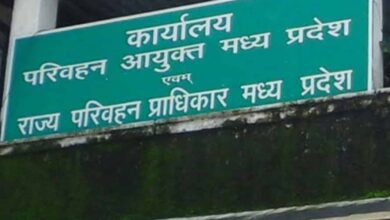 कार्यालय
परिवहन आयुक्त मध्य प्रदेश
एवम्
राज्य परिवहन प्राधिकार मध्य प्रदेश